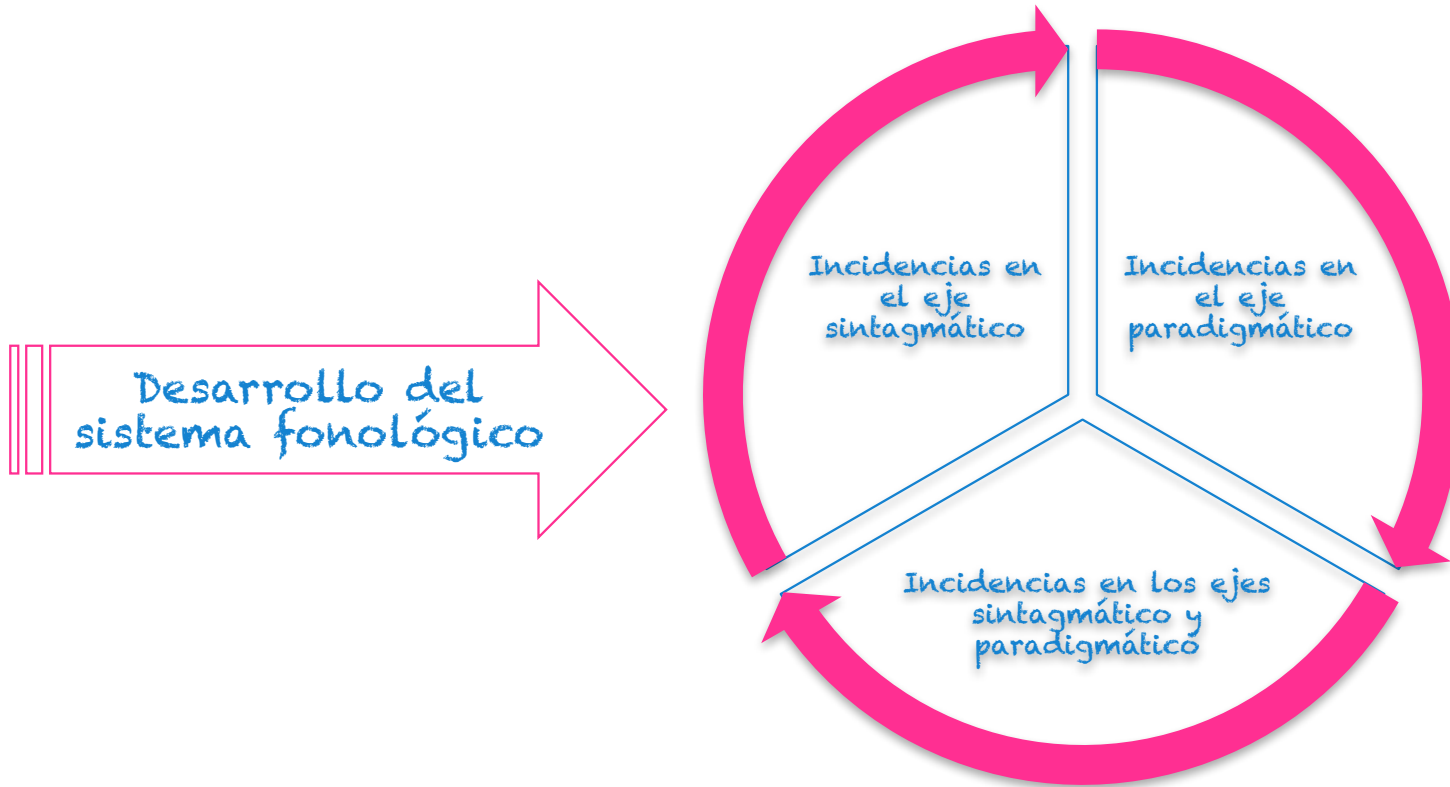 Desarrollo del
sistema fonológico
Incidencias en
el eje
sintagmático
Incidencias en
el eje
paradigmático
Incidencias en los ejes
sintagmático y
paradigmático